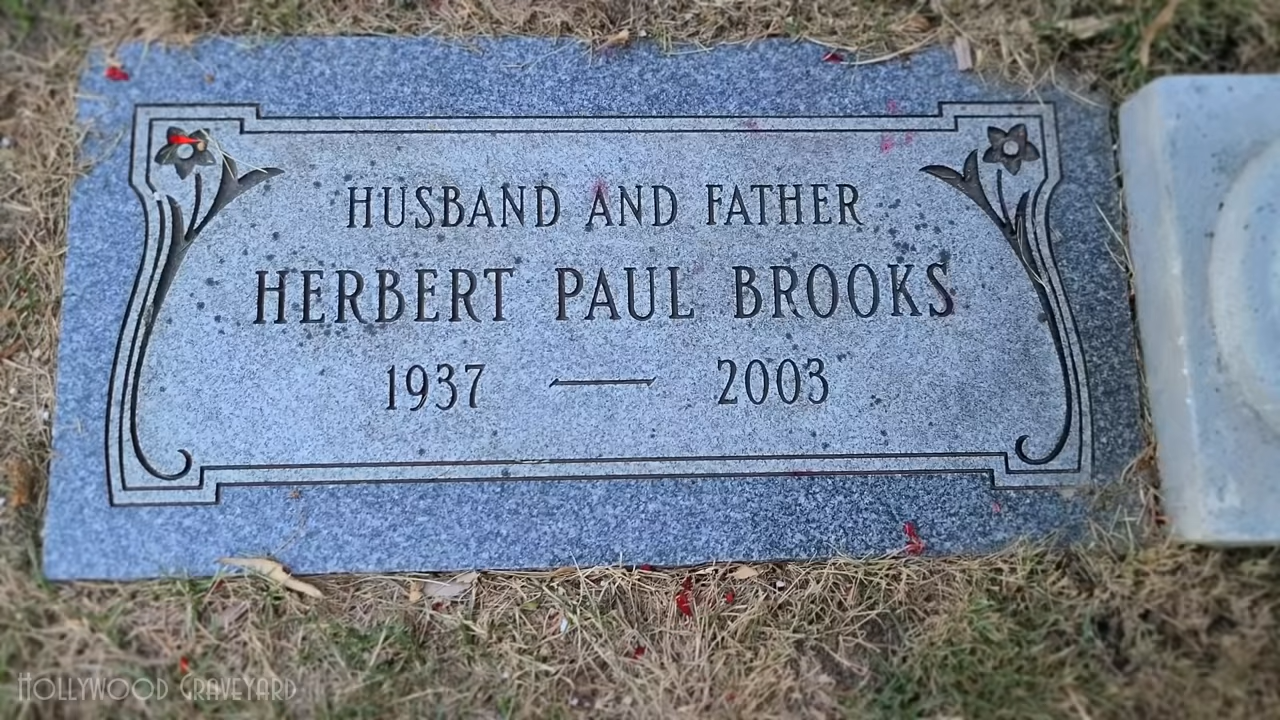 HUSBAND AND FATHER
HERBERT PAUL BROOKS
1937 — 2003
HOLLYWOOD GRAVEYARD